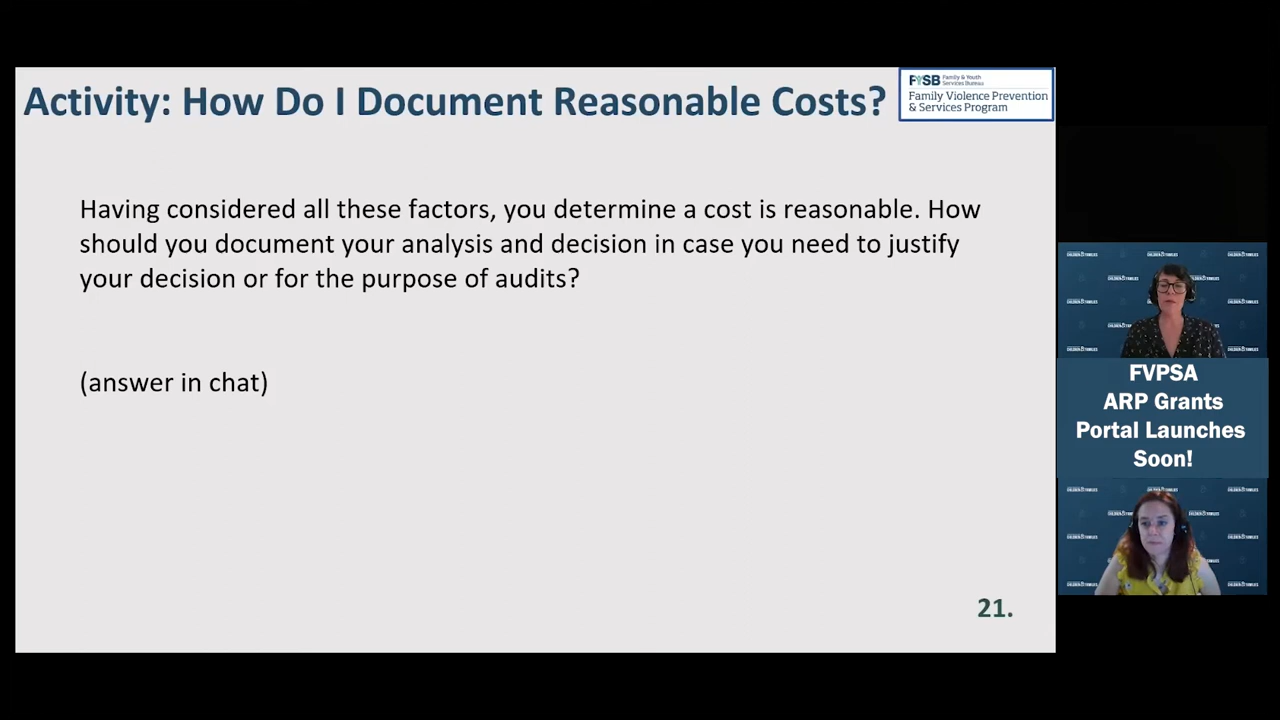 Activity: How Do I Document Reasonable Costs?
FYSB Family & Youth
Services Bureau
Family Violence Prevention
& Services Program
Having considered all these factors, you determine a cost is reasonable. How
should you document your analysis and decision in case you need to justify
your decision or for the purpose of audits?
(answer in chat)
21.
FVPSA
ARP Grants
Portal Launches
Soon!